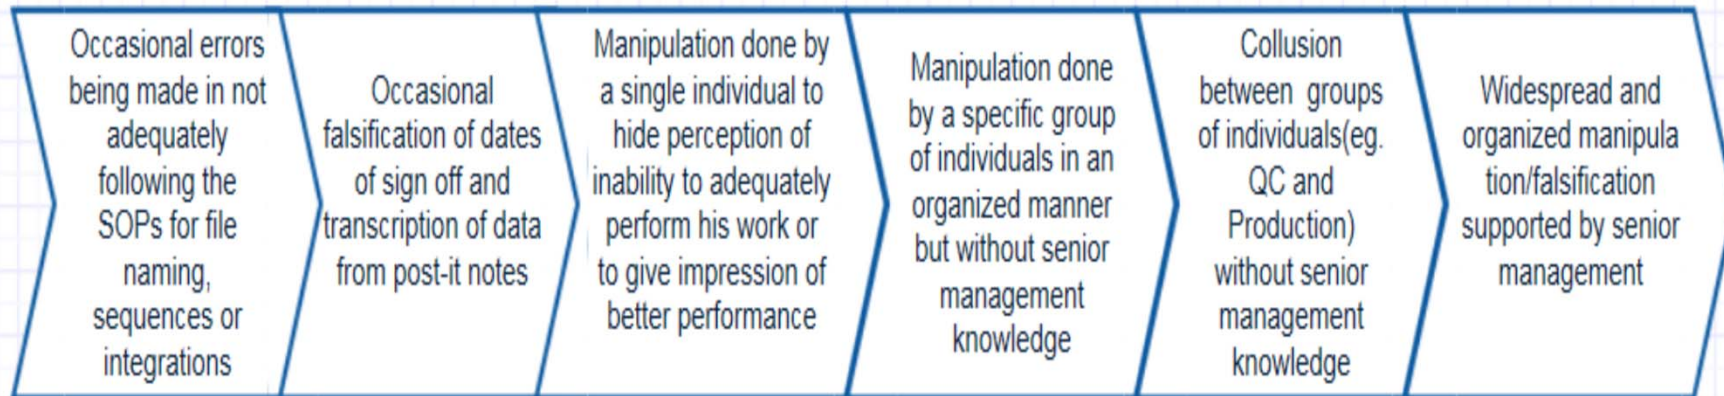 Occasional errors
being made in not
adequately
following the
SOPs for file
naming,
sequences or
integrations
Occasional
falsification of dates
of sign off and
transcription of data
from post-it notes
Manipulation done by
a single individual to
hide perception of
inability to adequately
perform his work or
to give impression of
better performance
Manipulation done
by a specific group
of individuals in an
organized manner
but without senior
management
knowledge
Collusion
between groups
of individuals(eg.
QC and
Production)
without senior
management
knowledge
Widespread and
organized manipula
tion/falsification
supported by senior
management